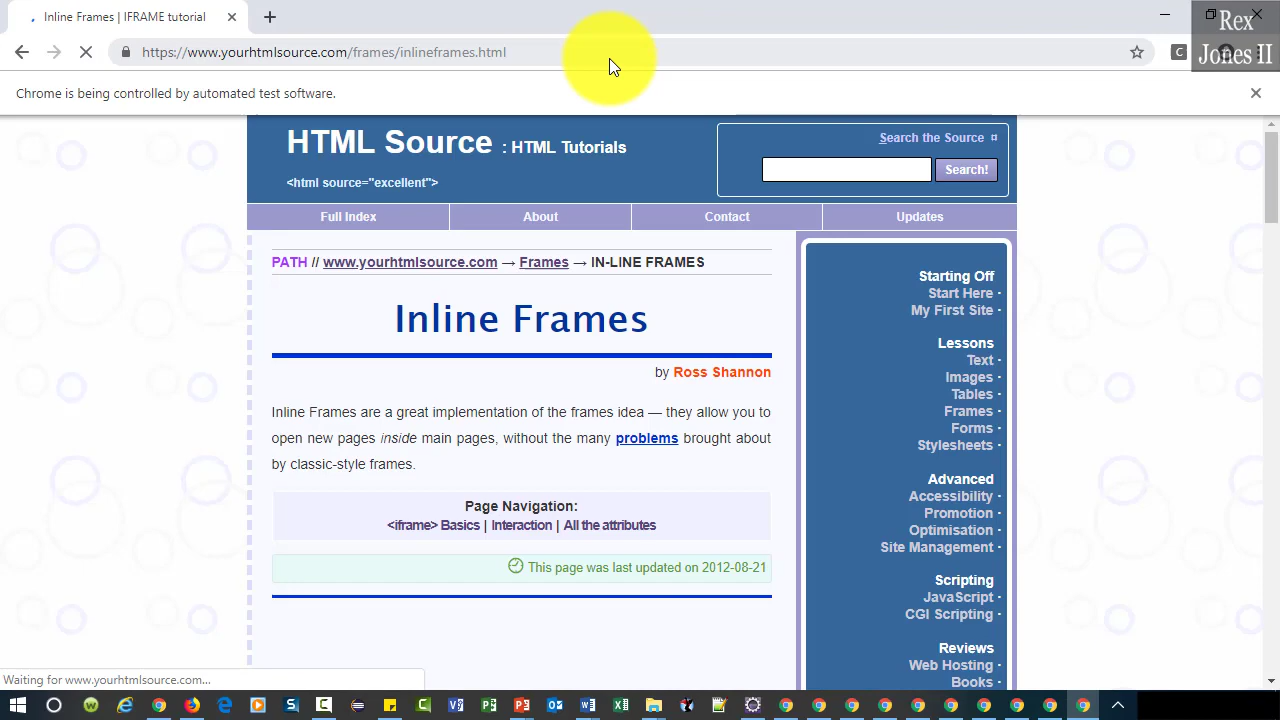 Inline Frames | IFRAME tutorial
Rex
Jones II
https://www.yourhtmlsource.com/frames/inlineframes.html
C
Chrome is being controlled by automated test software.
HTML Source : HTML Tutorials
<html source="excellent">
Search the Source
Search!
Full Index
About
Contact
Updates
PATH // www.yourhtmlsource.com → Frames → IN-LINE FRAMES
Inline Frames
by Ross Shannon
Inline Frames are a great implementation of the frames idea — they allow you to
open new pages inside main pages, without the many problems brought about
by classic-style frames.
Page Navigation:
<iframe> Basics | Interaction | All the attributes
This page was last updated on 2012-08-21
Starting Off
Start Here ·
My First Site ·
Lessons
Text ·
Images ·
Tables ·
Frames ·
Forms ·
Stylesheets ·
Advanced
Accessibility ·
Promotion ·
Optimisation ·
Site Management ·
Scripting
JavaScript ·
CGI Scripting ·
Reviews
Web Hosting ·
Books ·
Waiting for www.yourhtmlsource.com...